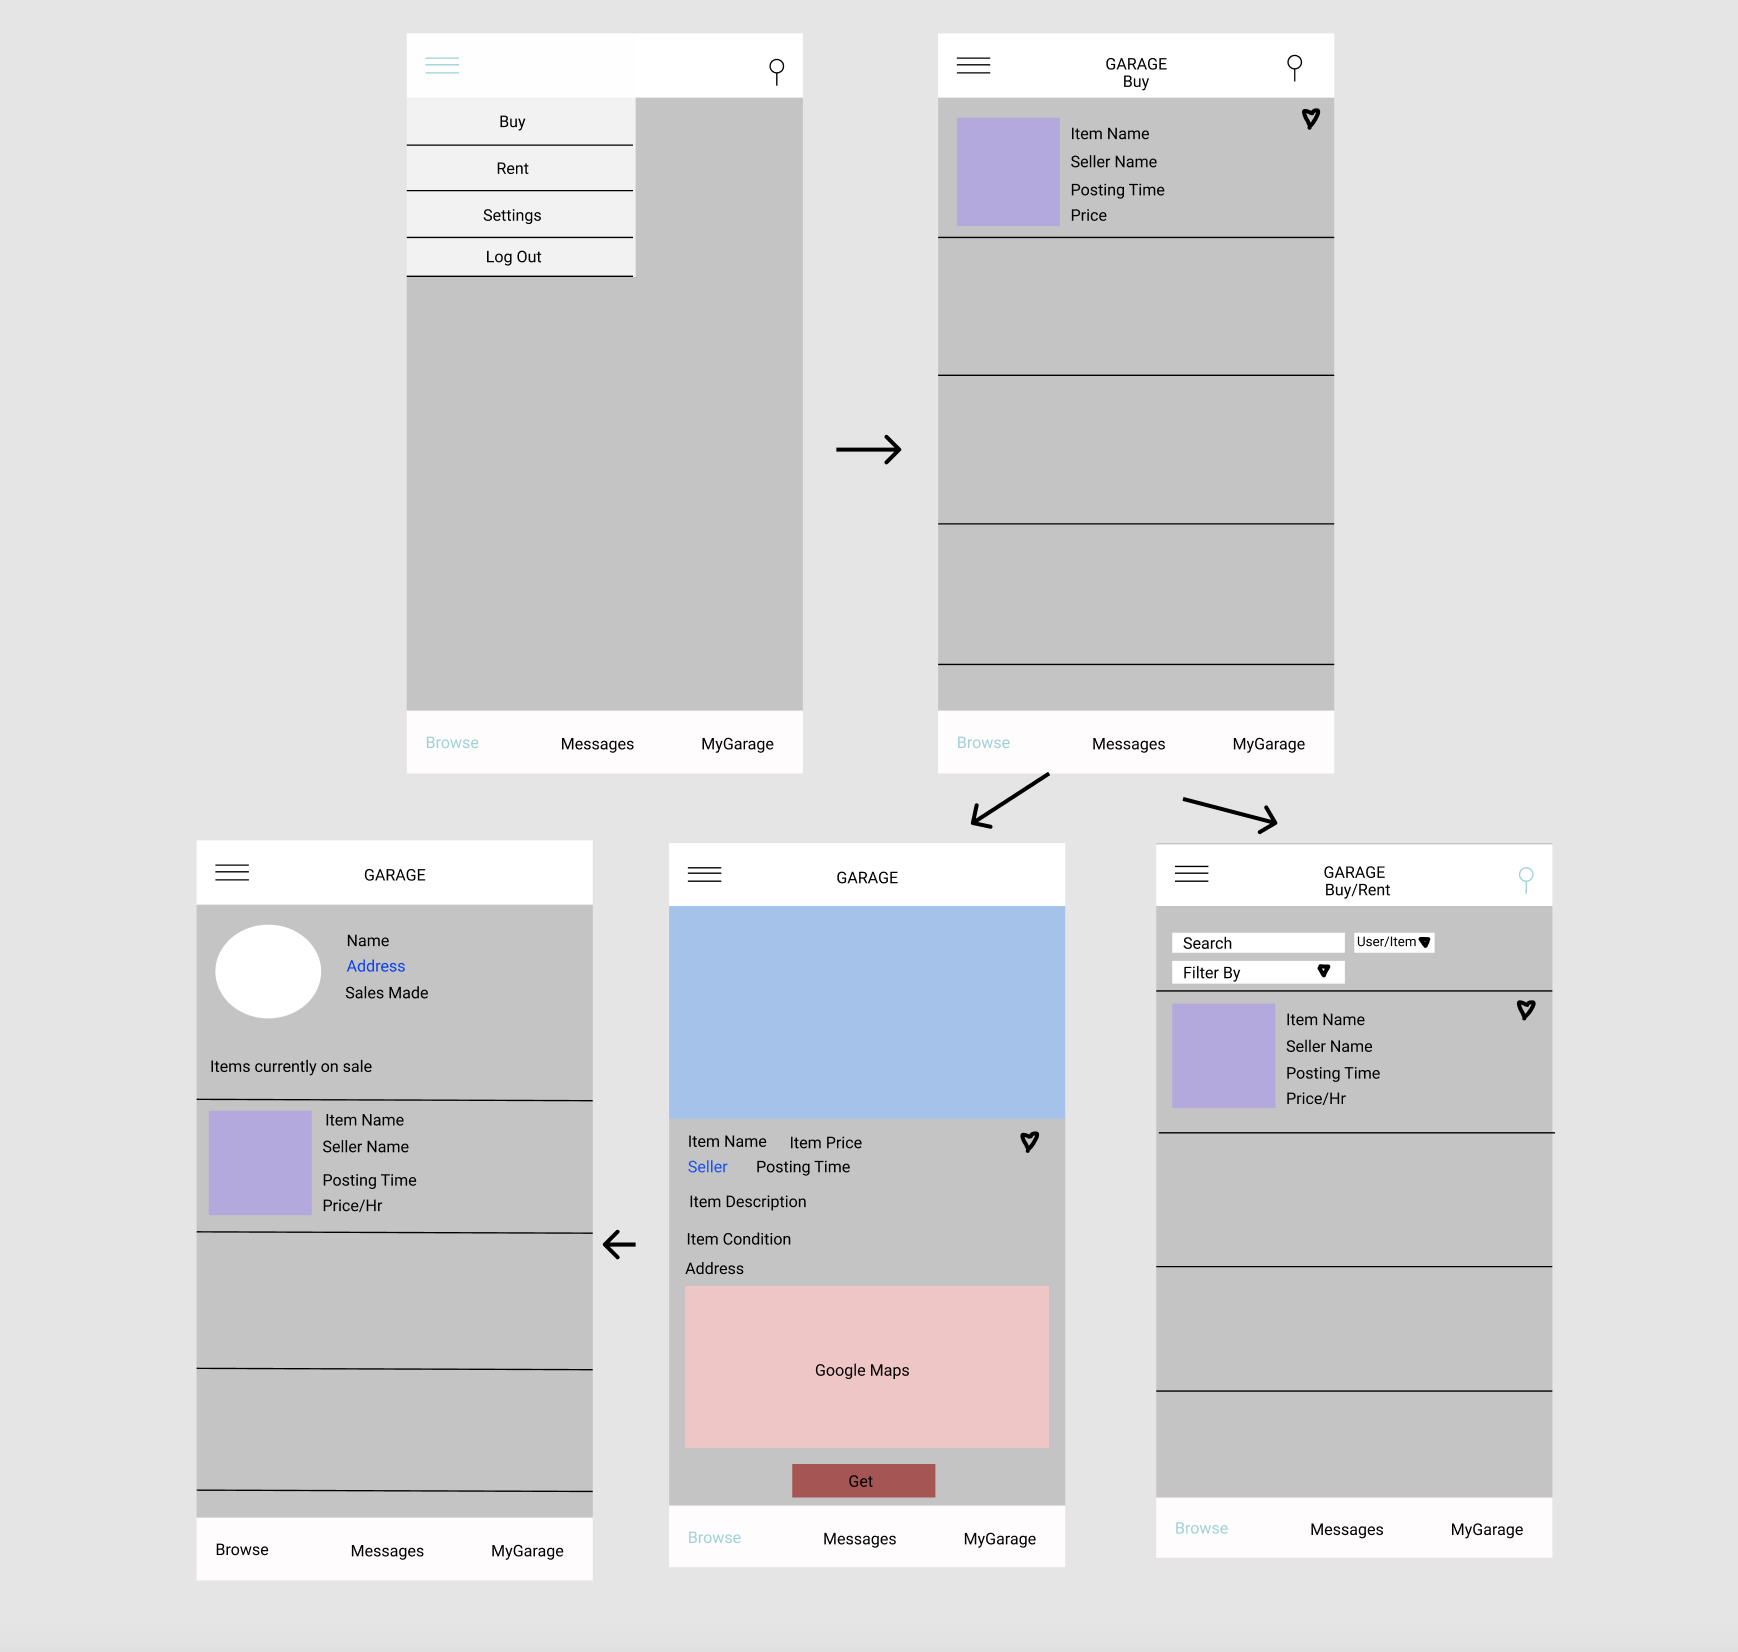 Buy
Rent
Settings
Log Out
Browse Messages MyGarage
GARAGE
Buy
Item Name
Seller Name
Posting Time
Price
Browse Messages MyGarage
GARAGE
Name
Address
Sales Made
Items currently on sale
Item Name
Seller Name
Posting Time
Price/Hr
Browse Messages MyGarage
GARAGE
Item Name Item Price
Seller Posting Time
Item Description
Item Condition
Address
Google Maps
Get
Browse Messages MyGarage
GARAGE
Buy/Rent
Search User/Item
Filter By
Item Name
Seller Name
Posting Time
Price/Hr
Browse Messages MyGarage